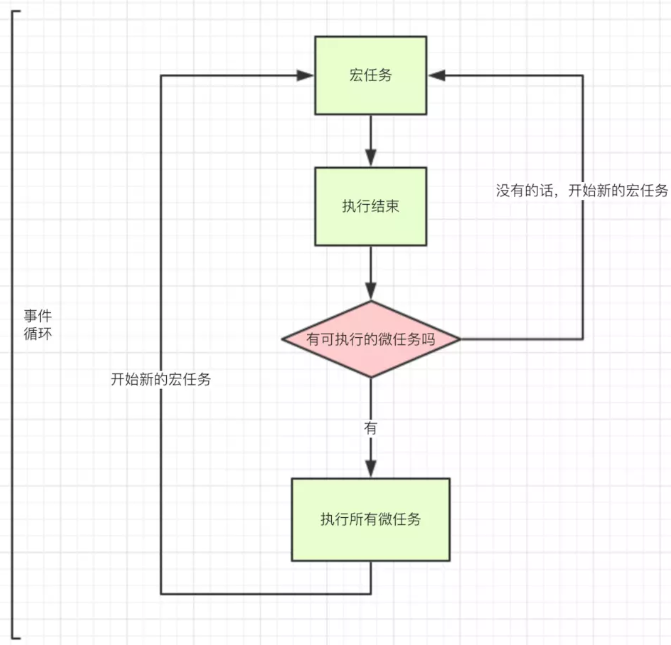 宏任务
没有的话，开始新的宏任务
执行结束
事件
循环
有可执行的微任务吗
开始新的宏任务
有
执行所有微任务